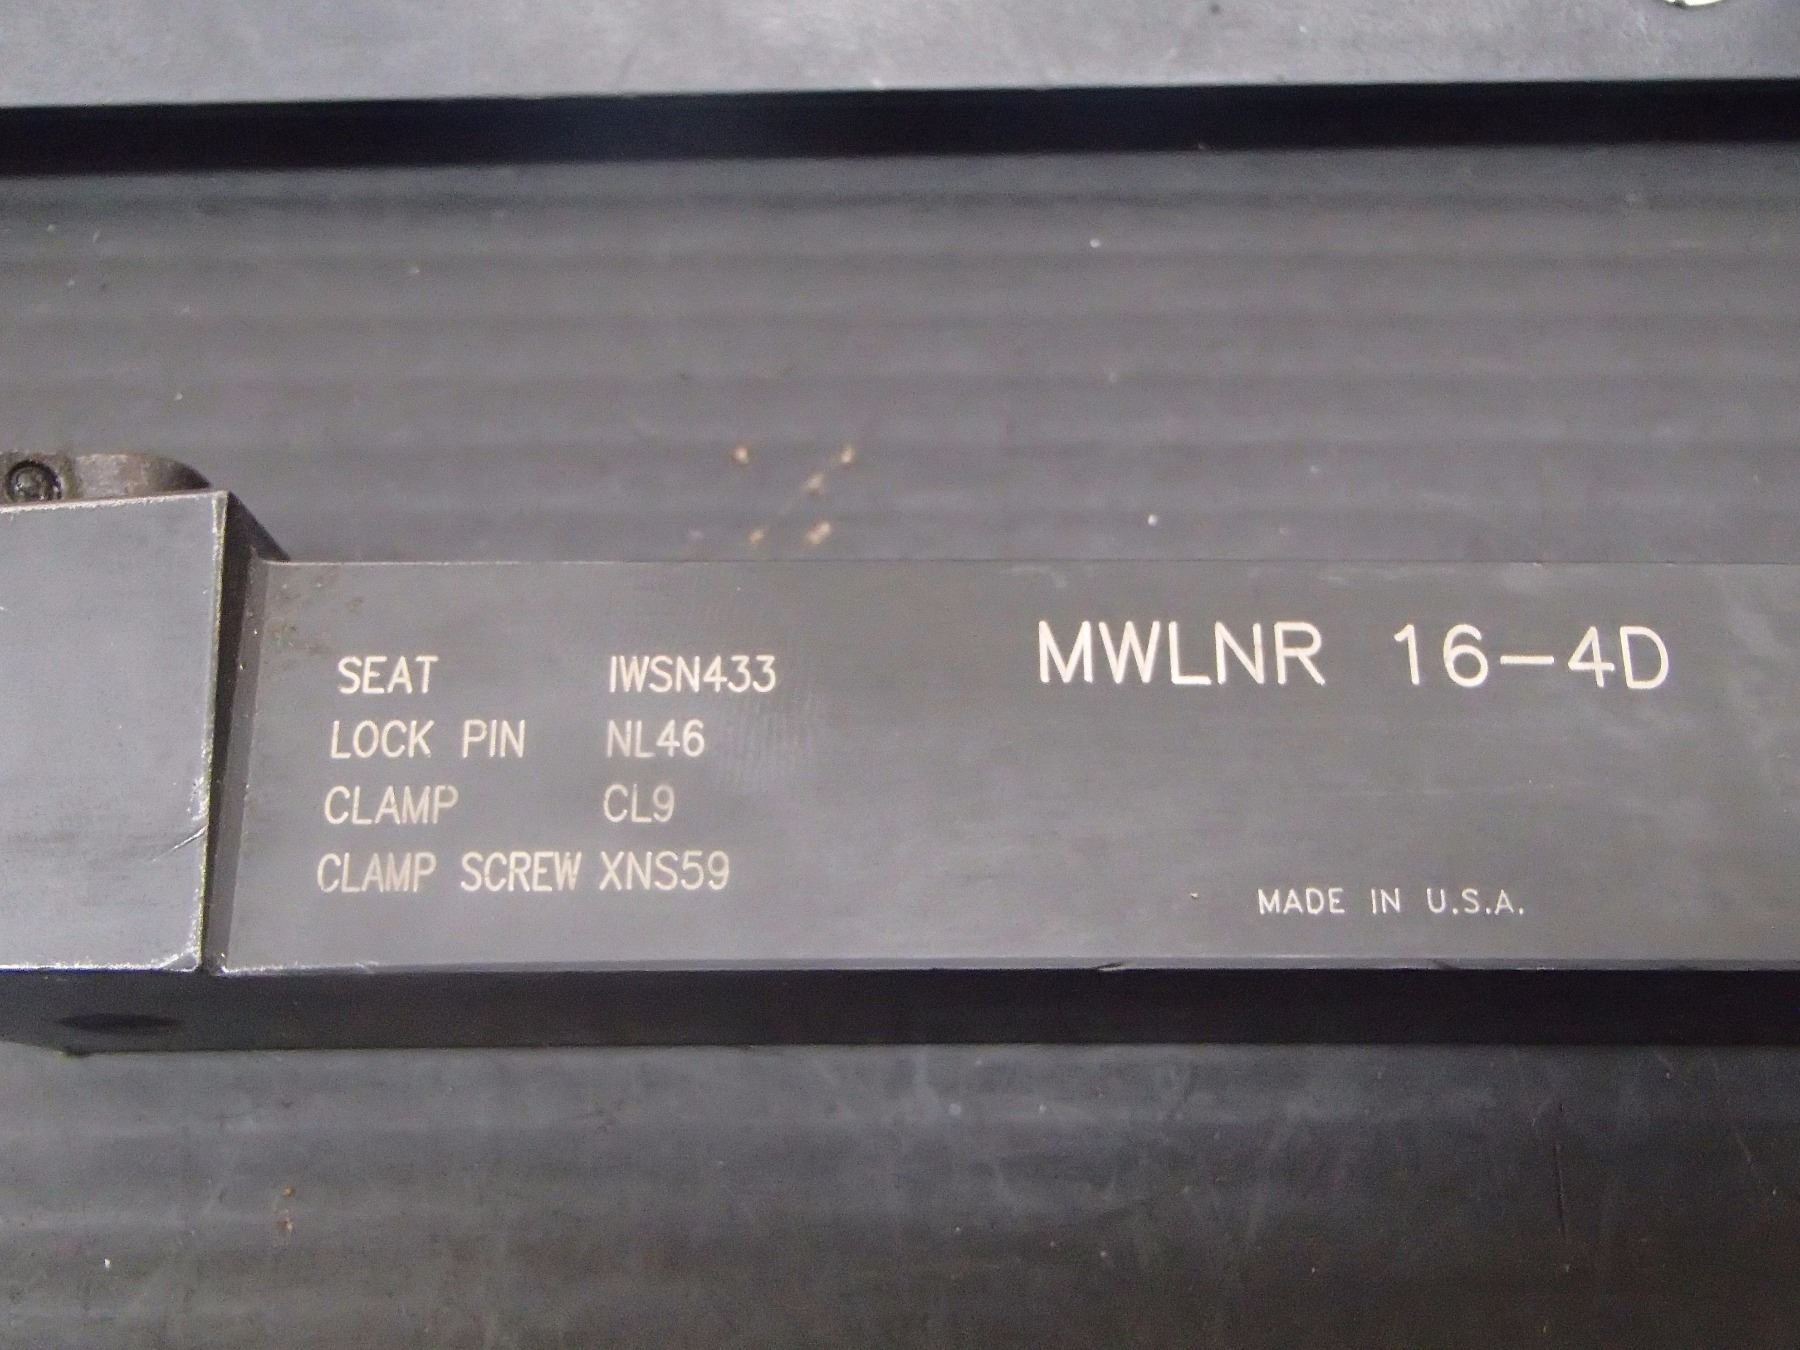 SEAT IWSN433
LOCK PIN NL46
CLAMP CL9
CLAMP SCREW XNS59
MWLNR 16-4D
MADE IN U.S.A.